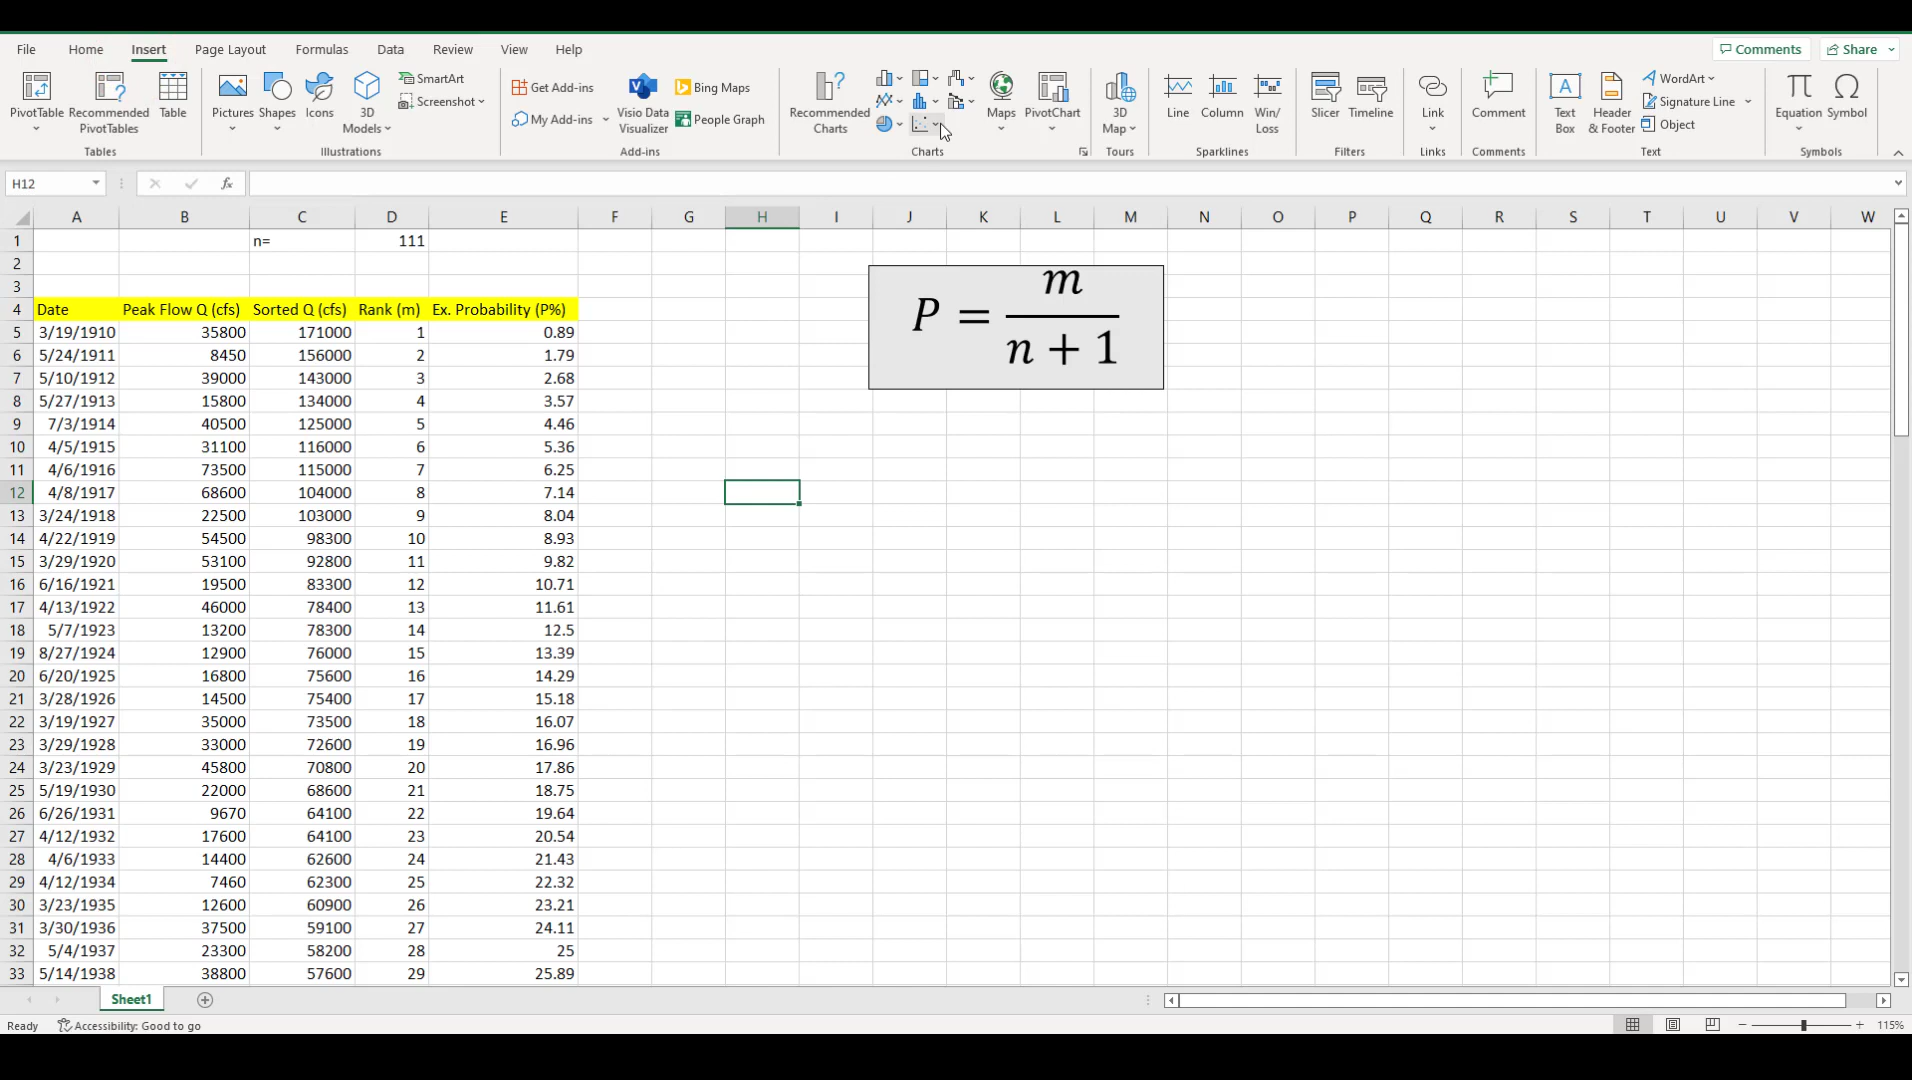 File Home Insert Page Layout Formulas Data Review View Help Comments Share
PivotTable Recommended PivotTables Table Pictures Shapes Icons 3D Models SmartArt Screenshot Get Add-ins My Add-ins Visio Data Visualizer Bing Maps People Graph Recommended Charts Maps PivotChart 3D Map Line Column Win/Loss Slicer Timeline Link Comment Text Box Header & Footer WordArt Signature Line Object Equation Symbol
Tables Illustrations Add-ins Charts Tours Sparklines Filters Links Comments Text Symbols
H12 fx
A B C D E F G H I J K L M N O P Q R S T U V W
1 n= 111
2
3
4 Date Peak Flow Q (cfs) Sorted Q (cfs) Rank (m) Ex. Probability (P%)
5 3/19/1910 35800 171000 1 0.89
6 5/24/1911 8450 156000 2 1.79
7 5/10/1912 39000 143000 3 2.68
8 5/27/1913 15800 134000 4 3.57
9 7/3/1914 40500 125000 5 4.46
10 4/5/1915 31100 116000 6 5.36
11 4/6/1916 73500 115000 7 6.25
12 4/8/1917 68600 104000 8 7.14
13 3/24/1918 22500 103000 9 8.04
14 4/22/1919 54500 98300 10 8.93
15 3/29/1920 53100 92800 11 9.82
16 6/16/1921 19500 83300 12 10.71
17 4/13/1922 46000 78400 13 11.61
18 5/7/1923 13200 78300 14 12.5
19 8/27/1924 12900 76000 15 13.39
20 6/20/1925 16800 75600 16 14.29
21 3/28/1926 14500 75400 17 15.18
22 3/19/1927 35000 73500 18 16.07
23 3/29/1928 33000 72600 19 16.96
24 3/23/1929 45800 70800 20 17.86
25 5/19/1930 22000 68600 21 18.75
26 6/26/1931 9670 64100 22 19.64
27 4/12/1932 17600 64100 23 20.54
28 4/6/1933 14400 62600 24 21.43
29 4/12/1934 7460 62300 25 22.32
30 3/23/1935 12600 60900 26 23.21
31 3/30/1936 37500 59100 27 24.11
32 5/4/1937 23300 58200 28 25
33 5/14/1938 38800 57600 29 25.89
m
P =
n + 1
Sheet1
Ready Accessibility: Good to go 115%